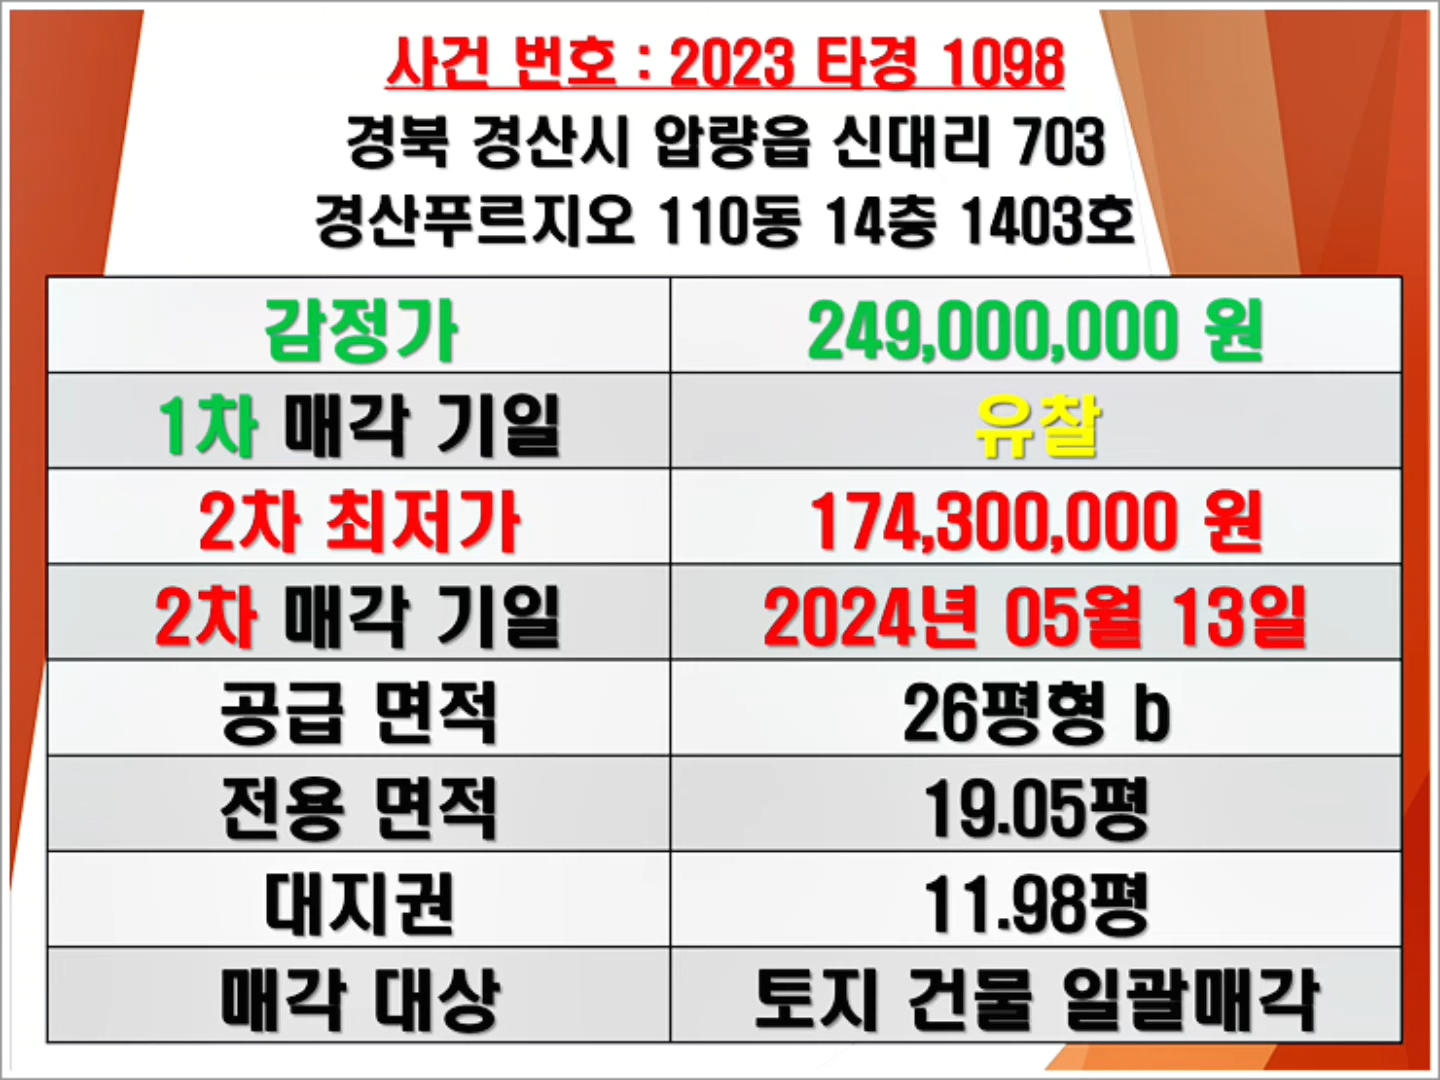 사건 번호 : 2023 타경 1098
경북 경산시 압량읍 신대리 703
경산푸르지오 110동 14층 1403호
감정가 249,000,000 원
1차 매각 기일 유찰
2차 최저가 174,300,000 원
2차 매각 기일 2024년 05월 13일
공급 면적 26평형 b
전용 면적 19.05평
대지권 11.98평
매각 대상 토지 건물 일괄매각